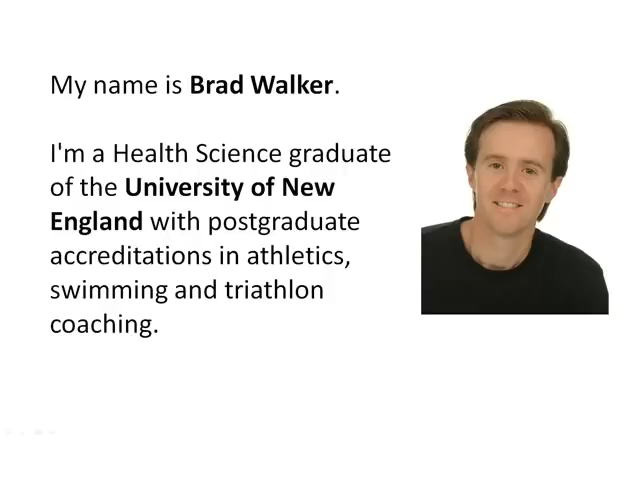 My name is Brad Walker.
I'm a Health Science graduate
of the University of New
England with postgraduate
accreditations in athletics,
swimming and triathlon
coaching.